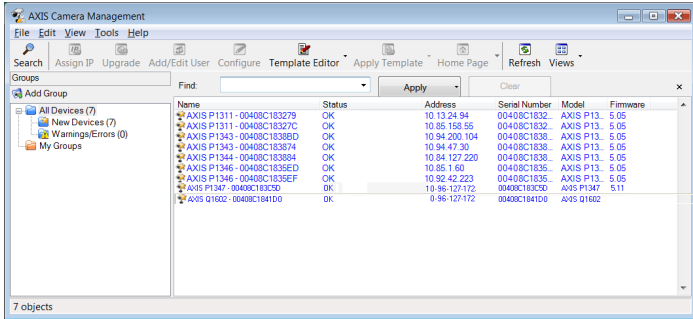 AXIS Camera Management
File Edit View Tools Help
Search Assign IP Upgrade Add/Edit User Configure Template Editor Apply Template Home Page Refresh Views
Groups
Add Group
All Devices (7)
New Devices (7)
Warnings/Errors (0)
My Groups
Find: Apply Clear
Name Status Address Serial Number Model Firmware
AXIS P1311 - 00408C183279 OK 10.13.24.94 00408C1832... AXIS P13... 5.05
AXIS P1311 - 00408C18327C OK 10.85.158.55 00408C1832... AXIS P13... 5.05
AXIS P1343 - 00408C1838BD OK 10.94.200.104 00408C1838... AXIS P13... 5.05
AXIS P1343 - 00408C183874 OK 10.94.47.30 00408C1838... AXIS P13... 5.05
AXIS P1344 - 00408C183884 OK 10.84.127.220 00408C1838... AXIS P13... 5.05
AXIS P1346 - 00408C1835ED OK 10.85.1.60 00408C1835... AXIS P13... 5.05
AXIS P1346 - 00408C1835EF OK 10.92.42.223 00408C1835... AXIS P13... 5.05
AXIS P1347 - 00408C183C5D OK 10-96-127-172 00408C183C5D AXIS P1347 5.11
AXIS Q1602 - 00408C1841D0 OK 0-96-127-172 00408C1841D0 AXIS Q1602
7 objects